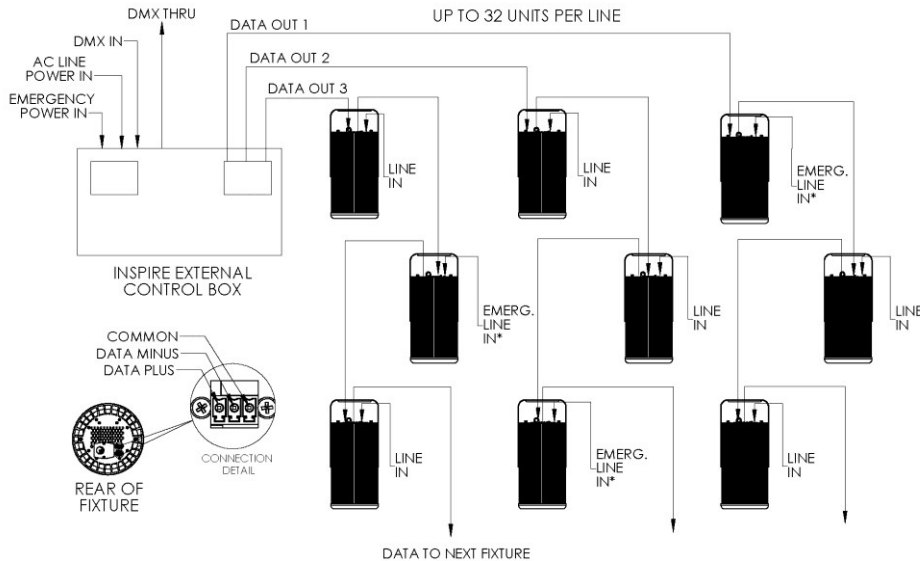 DMX THRU
DATA OUT 1
UP TO 32 UNITS PER LINE
DMX IN
DATA OUT 2
AC LINE
POWER IN
DATA OUT 3
EMERGENCY
POWER IN
LINE
IN
LINE
IN
EMERG.
LINE
IN*
INSPIRE EXTERNAL
CONTROL BOX
EMERG.
LINE
IN*
LINE
IN
LINE
IN
COMMON
DATA MINUS
DATA PLUS
CONNECTION
DETAIL
REAR OF
FIXTURE
LINE
IN
EMERG.
LINE
IN*
LINE
IN
DATA TO NEXT FIXTURE